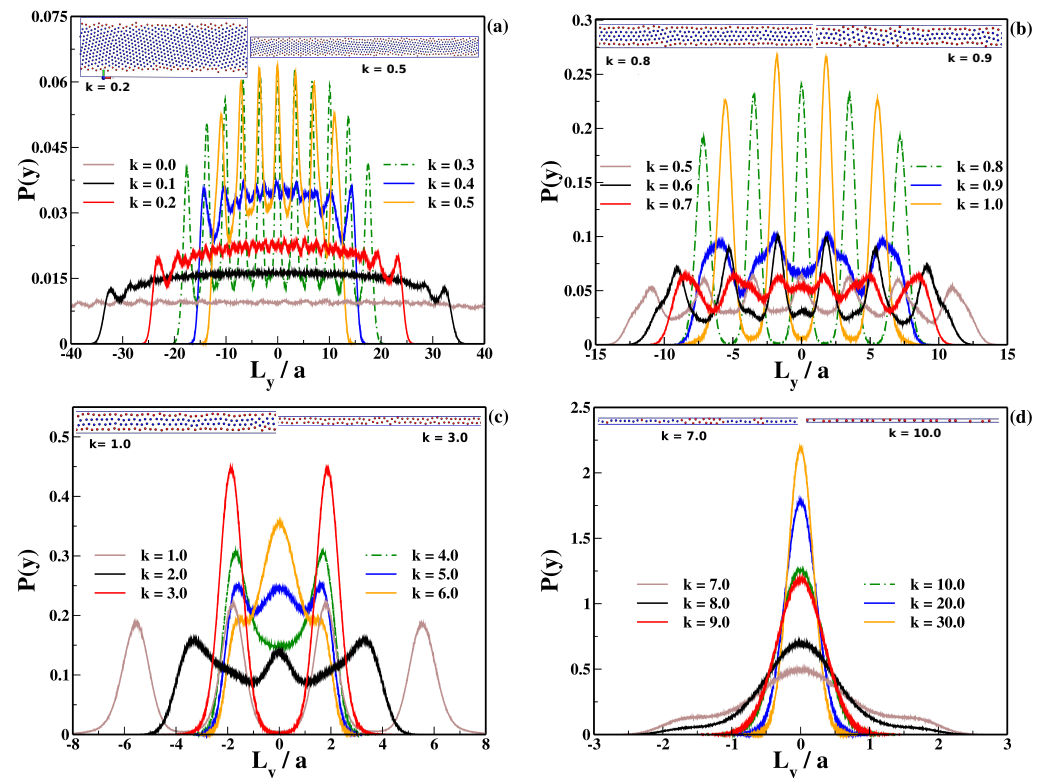 0.075
0.06
0.045
0.03
0.015
0
P(y)
(a)
k = 0.2
k = 0.5
k = 0.0
k = 0.1
k = 0.2
k = 0.3
k = 0.4
k = 0.5
-40 -30 -20 -10 0 10 20 30 40
L_y / a
0.3
0.25
0.2
0.15
0.1
0.05
0
P(y)
(b)
k = 0.8
k = 0.9
k = 0.5
k = 0.6
k = 0.7
k = 0.8
k = 0.9
k = 1.0
-15 -10 -5 0 5 10 15
L_y / a
0.5
0.4
0.3
0.2
0.1
0
P(y)
(c)
k= 1.0
k = 3.0
k = 1.0
k = 2.0
k = 3.0
k = 4.0
k = 5.0
k = 6.0
-8 -6 -4 -2 0 2 4 6 8
L_y / a
2.5
2
1.5
1
0.5
0
P(y)
(d)
k = 7.0
k = 10.0
k = 7.0
k = 8.0
k = 9.0
k = 10.0
k = 20.0
k = 30.0
-3 -2 -1 0 1 2 3
L_y / a